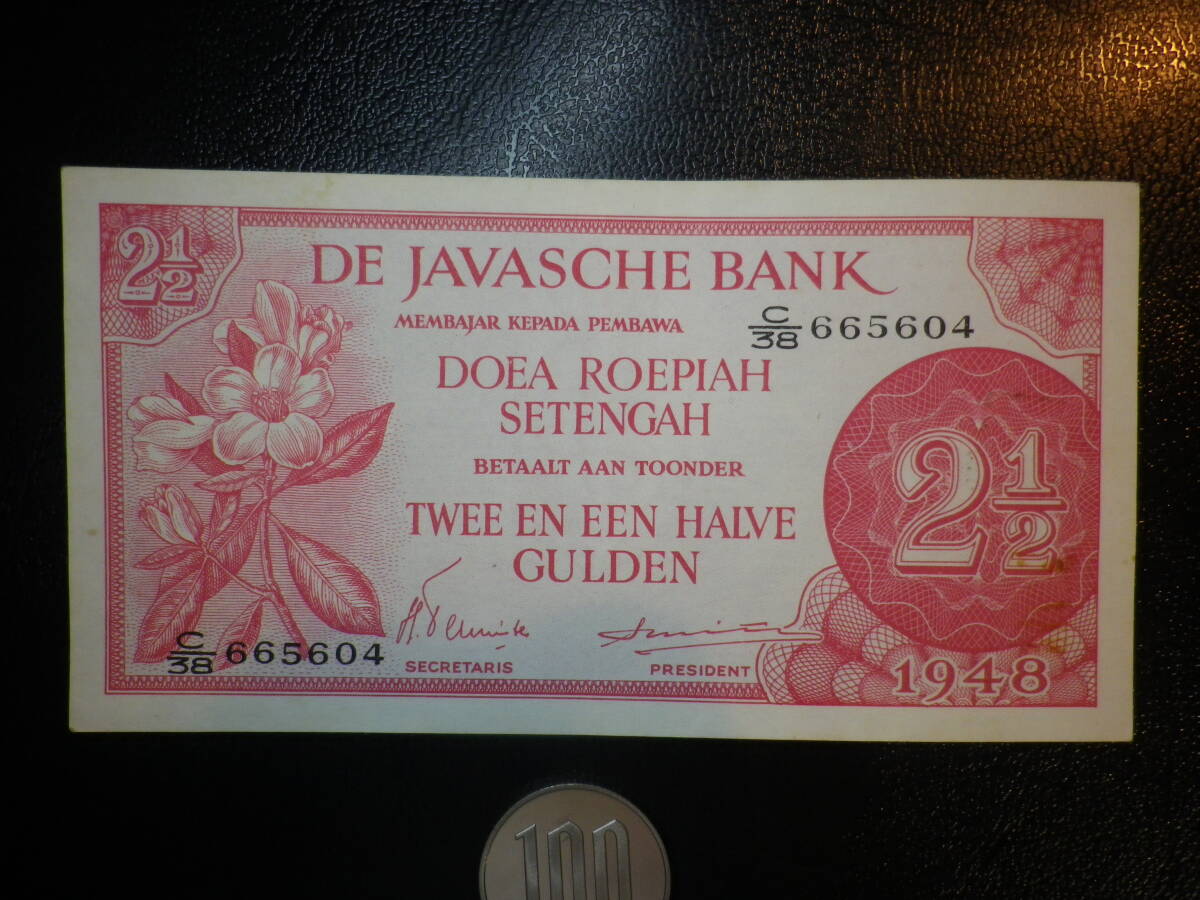 2½
DE JAVASCHE BANK
MEMBAJAR KEPADA PEMBAWA
C/38 665604
DOEA ROEPIAH
SETENGAH
BETAALT AAN TOONDER
TWEE EN EEN HALVE
GULDEN
2½
C/38 665604
SECRETARIS
PRESIDENT
1948
100